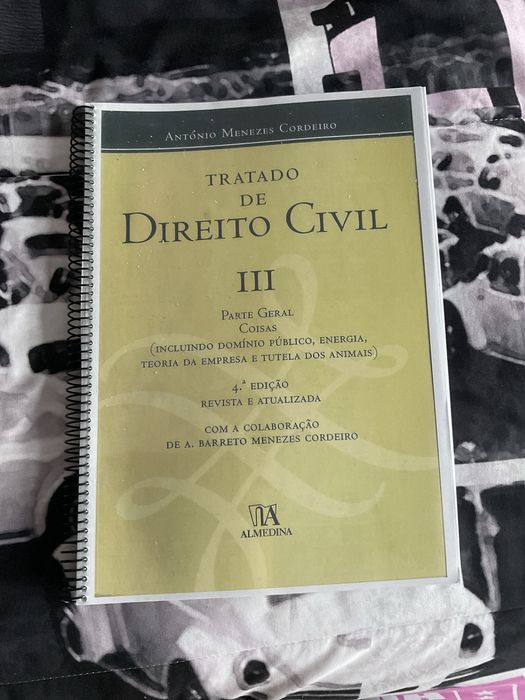 António Menezes Cordeiro
Tratado
de
Direito Civil
III
Parte Geral
Coisas
(incluindo domínio público, energia,
teoria da empresa e tutela dos animais)
4.ª edição
revista e atualizada
com a colaboração
de A. Barreto Menezes Cordeiro
ALMEDINA